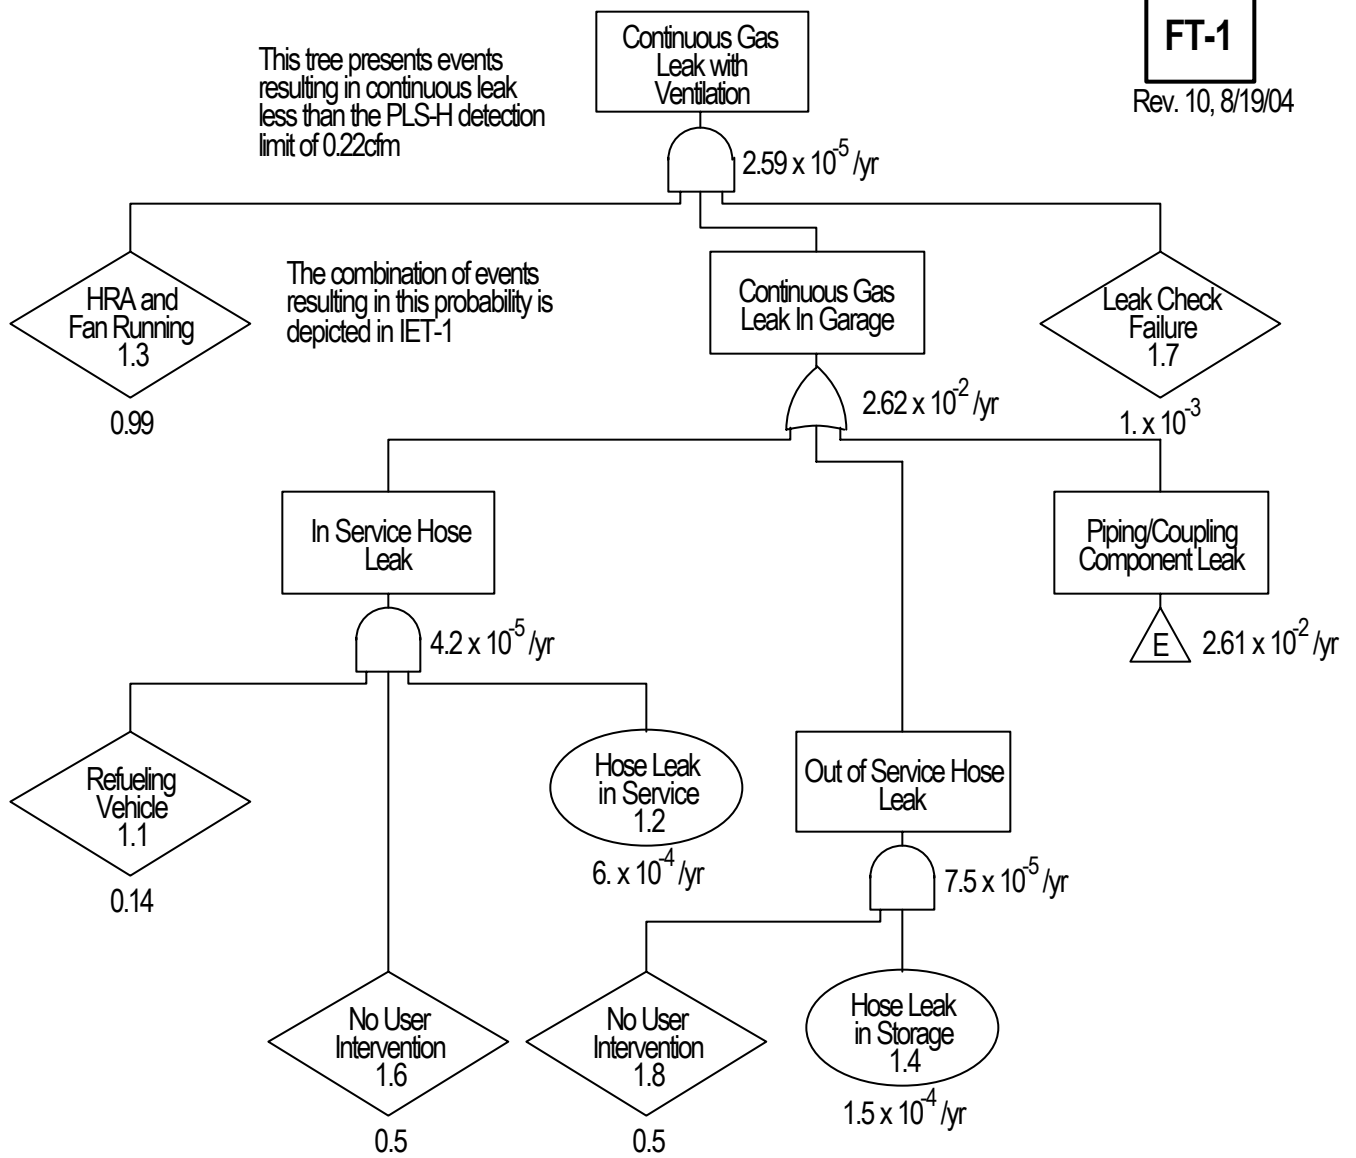 FT-1
Rev. 10, 8/19/04
This tree presents events
resulting in continuous leak
less than the PLS-H detection
limit of 0.22cfm
Continuous Gas
Leak with
Ventilation
2.59 x 10^-5 /yr
HRA and
Fan Running
1.3
0.99
The combination of events
resulting in this probability is
depicted in IET-1
Continuous Gas
Leak In Garage
2.62 x 10^-2 /yr
Leak Check
Failure
1.7
1. x 10^-3
In Service Hose
Leak
4.2 x 10^-5 /yr
Piping/Coupling
Component Leak
E
2.61 x 10^-2 /yr
Refueling
Vehicle
1.1
0.14
Hose Leak
in Service
1.2
6. x 10^-4 /yr
Out of Service Hose
Leak
7.5 x 10^-5 /yr
No User
Intervention
1.6
0.5
No User
Intervention
1.8
0.5
Hose Leak
in Storage
1.4
1.5 x 10^-4 /yr